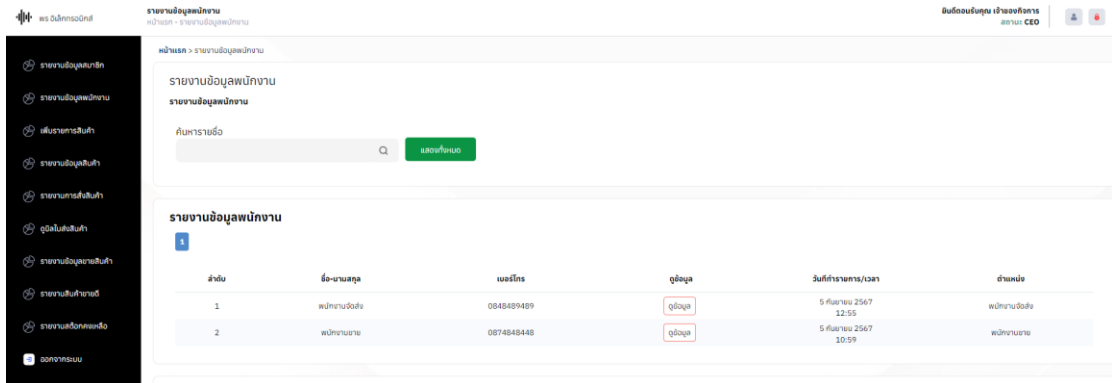 พร อิเล็กทรอนิกส์
รายงานข้อมูลพนักงาน
หน้าแรก - รายงานข้อมูลพนักงาน
ยินดีตอนรับคุณ เจ้าของกิจการ
สถานะ CEO
หน้าแรก > รายงานข้อมูลพนักงาน
รายงานข้อมูลสมาชิก
รายงานข้อมูลพนักงาน
เพิ่มรายการสินค้า
รายงานข้อมูลสินค้า
รายงานการสั่งสินค้า
ดูบิลใบส่งสินค้า
รายงานข้อมูลขายสินค้า
รายงานสินค้าขายดี
รายงานสต๊อกคงเหลือ
ออกจากระบบ
รายงานข้อมูลพนักงาน
รายงานข้อมูลพนักงาน
ค้นหารายชื่อ
แสดงทั้งหมด
รายงานข้อมูลพนักงาน
1
ลำดับ ชื่อ-นามสกุล เบอร์โทร ดูข้อมูล วันที่ทำรายการ/เวลา ตำแหน่ง
1 พนักงานจัดส่ง 0848489489 ดูข้อมูล 5 กันยายน 2567 12:55 พนักงานจัดส่ง
2 พนักงานขาย 0874848448 ดูข้อมูล 5 กันยายน 2567 10:59 พนักงานขาย